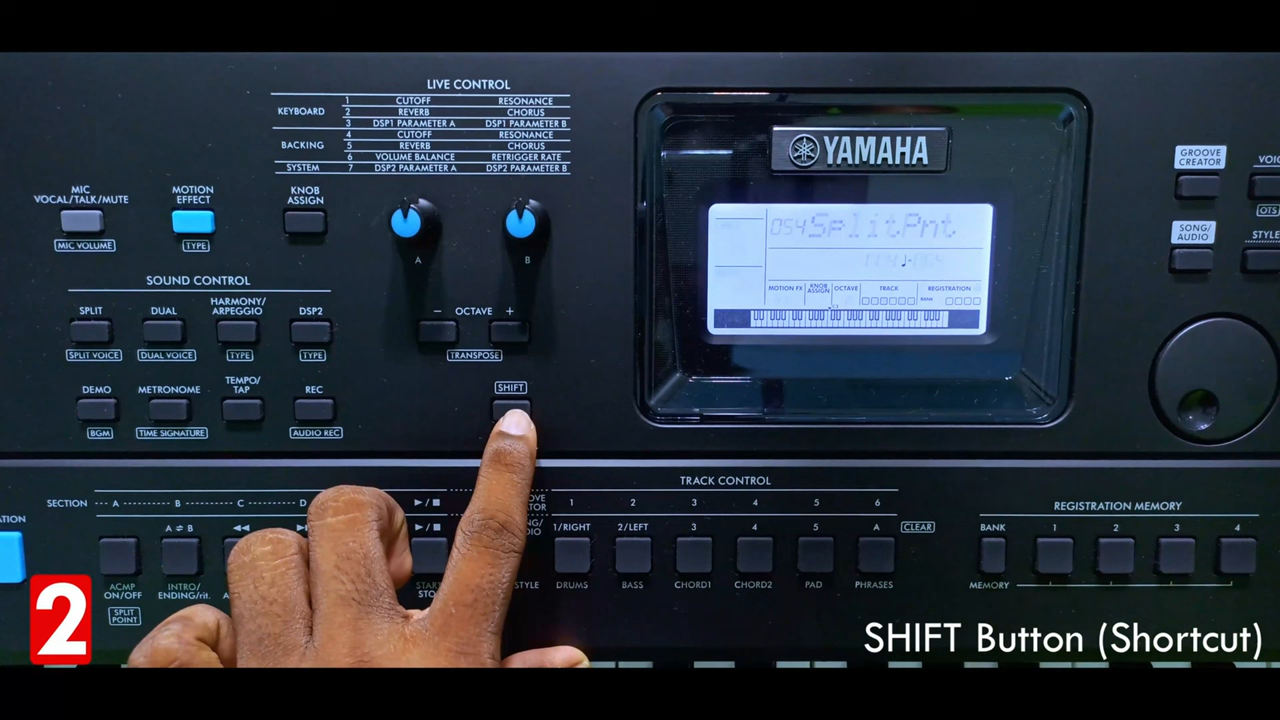 LIVE CONTROL
KEYBOARD
1 CUTOFF RESONANCE
2 REVERB CHORUS
3 DSP1 PARAMETER A DSP1 PARAMETER B
BACKING
4 CUTOFF RESONANCE
5 REVERB CHORUS
6 VOLUME BALANCE RETRIGGER RATE
SYSTEM 7 DSP2 PARAMETER A DSP2 PARAMETER B
MIC
VOCAL/TALK/MUTE
MIC VOLUME
MOTION
EFFECT
TYPE
KNOB
ASSIGN
A B
SOUND CONTROL
SPLIT DUAL HARMONY/
ARPEGGIO DSP2
SPLIT VOICE DUAL VOICE TYPE TYPE
DEMO METRONOME TEMPO/
TAP REC
BGM TIME SIGNATURE AUDIO REC
− OCTAVE +
TRANSPOSE
SHIFT
YAMAHA
054SplitPnt
MOTION FX KNOB
ASSIGN OCTAVE TRACK REGISTRATION
BANK
GROOVE
CREATOR
SONG/
AUDIO
OTS
STYLE
SECTION A B C D
A ⇌ B
ACMP
ON/OFF
SPLIT
POINT
INTRO/
ENDING/rit.
TRACK CONTROL
1 2 3 4 5 6
1/RIGHT 2/LEFT 3 4 5 A CLEAR
STYLE DRUMS BASS CHORD1 CHORD2 PAD PHRASES
REGISTRATION MEMORY
BANK 1 2 3 4
MEMORY
2
SHIFT Button (Shortcut)